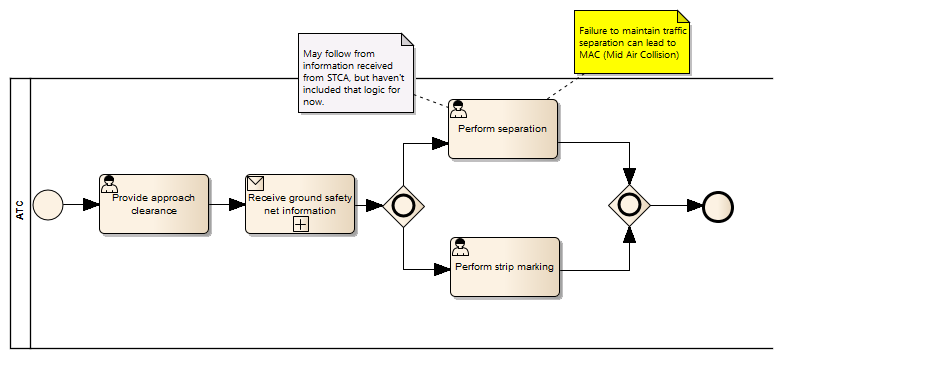 Failure to maintain traffic
separation can lead to
MAC (Mid Air Collision)
May follow from
information received
from STCA, but haven't
included that logic for
now.
Perform separation
ATC
Provide approach
clearance
Receive ground safety
net information
Perform strip marking